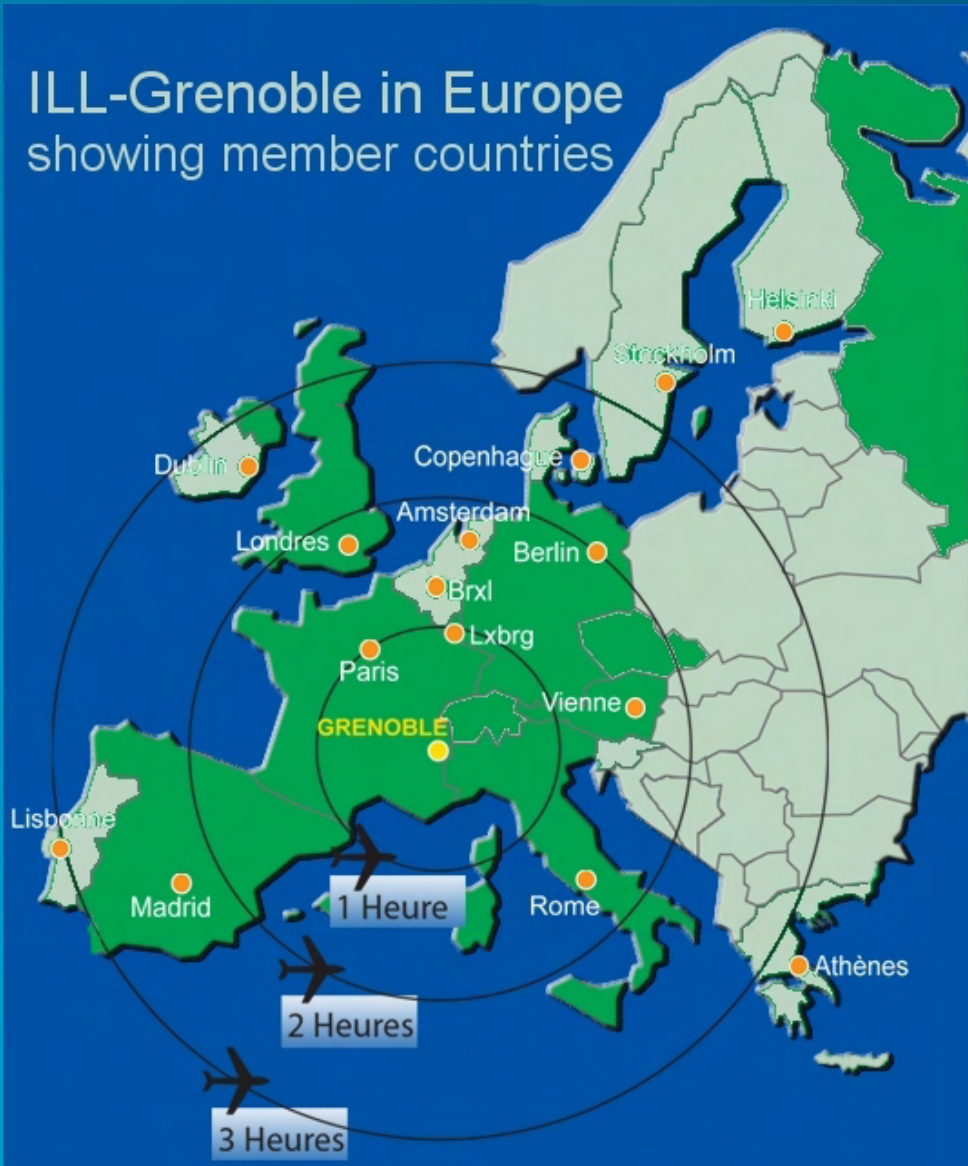 ILL-Grenoble in Europe
showing member countries
Helsinki
Stockholm
Dublin
Copenhague
Amsterdam
Londres
Berlin
Brxl
Lxbrg
Paris
Vienne
GRENOBLE
Lisbonne
Madrid
1 Heure
Rome
Athènes
2 Heures
3 Heures